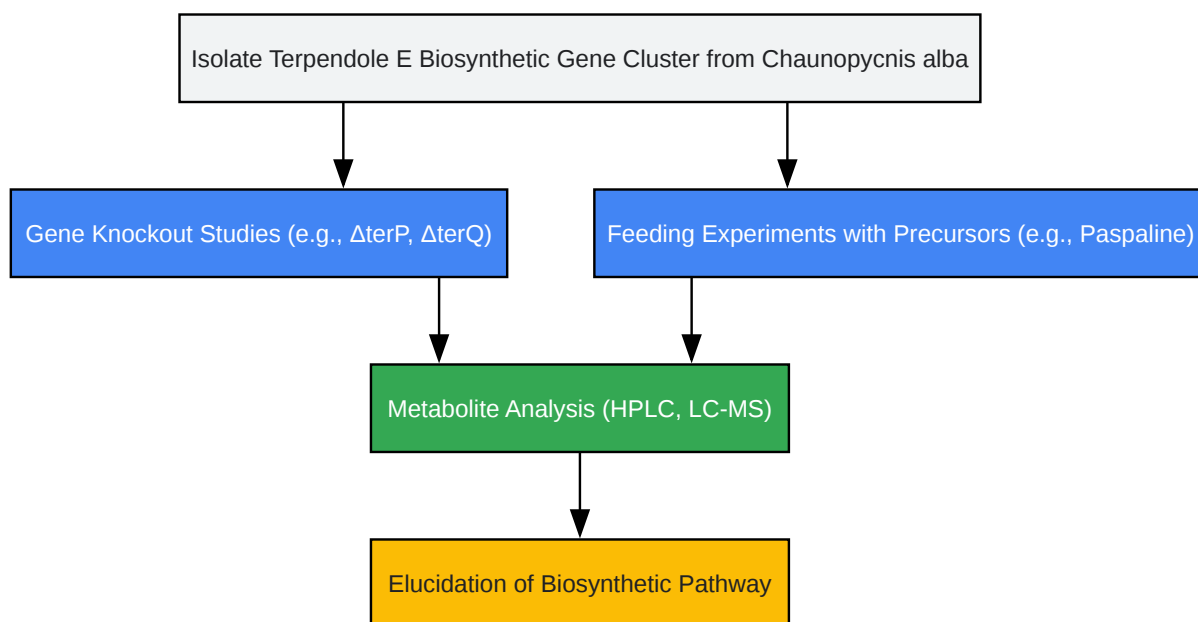 Isolate Terpendole E Biosynthetic Gene Cluster from Chaunopycnis alba
Gene Knockout Studies (e.g., ΔterP, ΔterQ)
Feeding Experiments with Precursors (e.g., Paspaline)
Metabolite Analysis (HPLC, LC-MS)
Elucidation of Biosynthetic Pathway